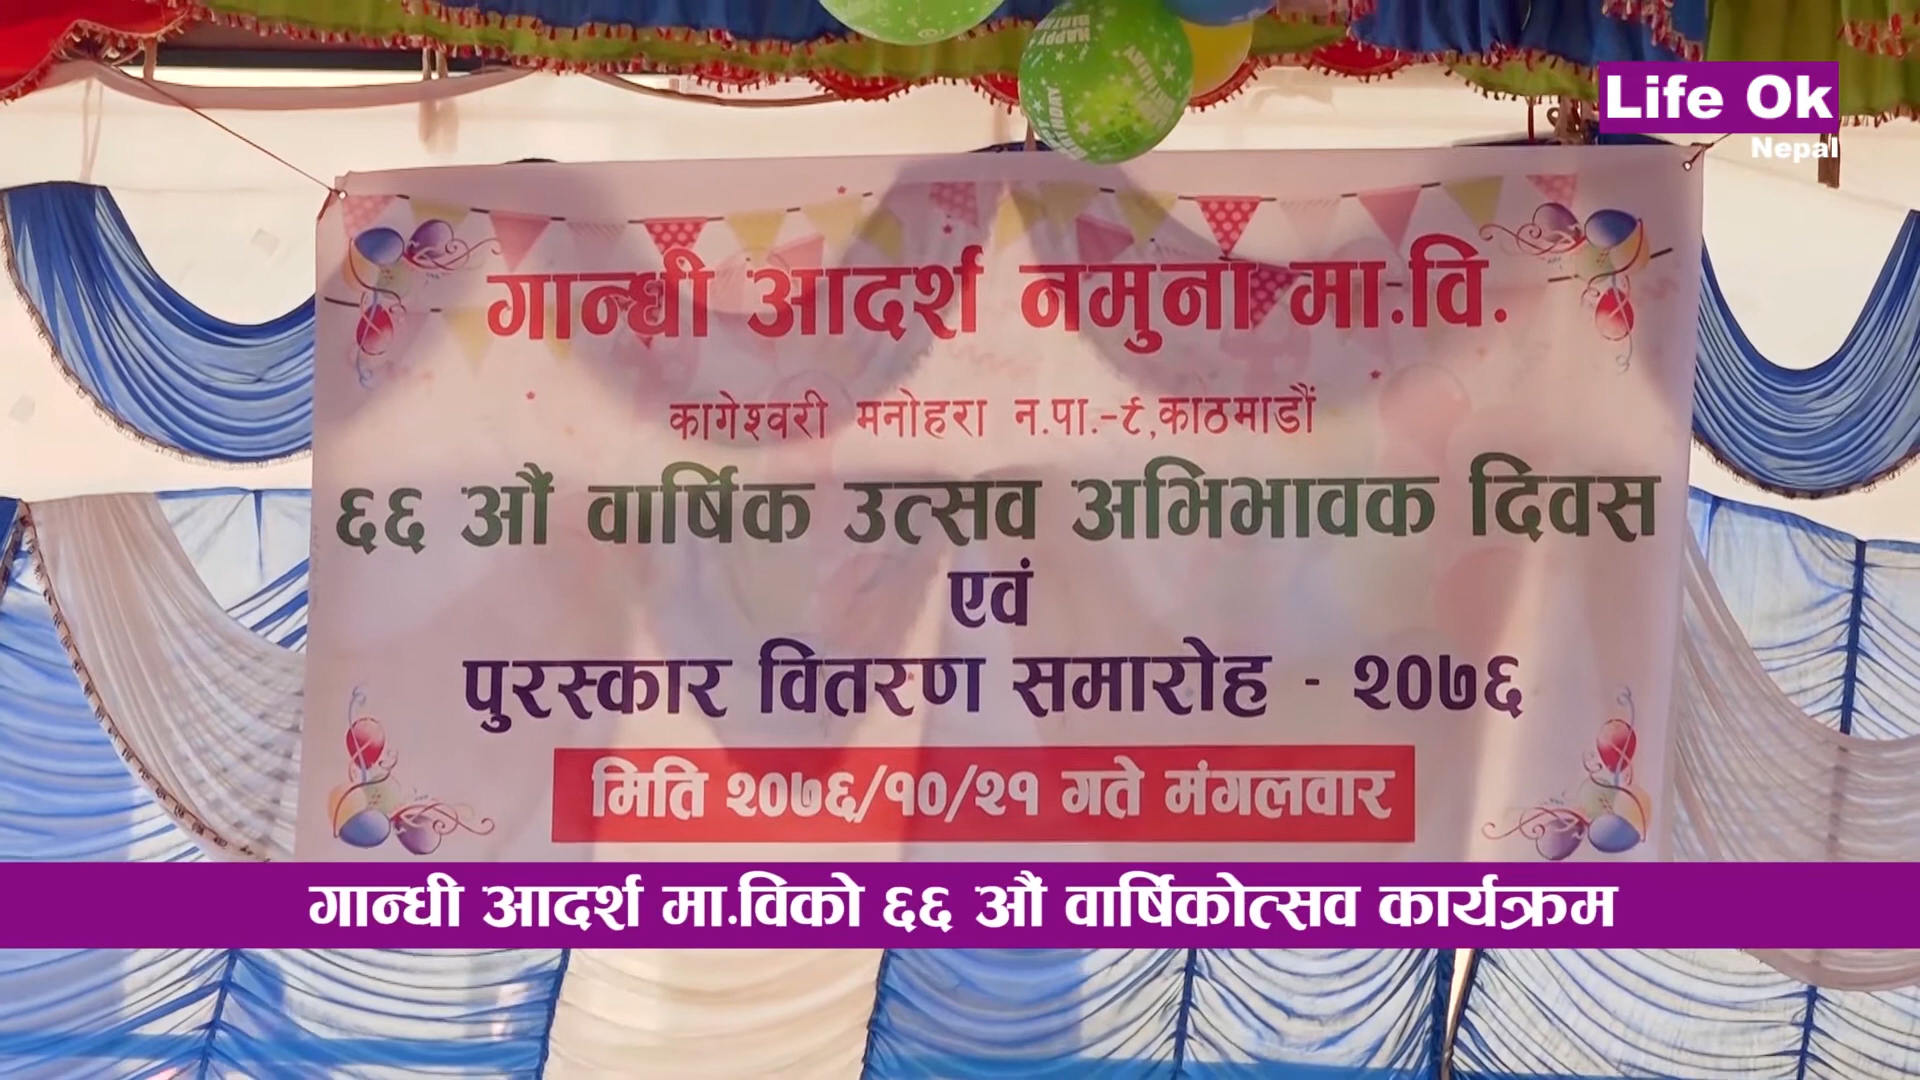 Life Ok
Nepal
गान्धी आदर्श नमुना मा.वि.
कागेश्वरी मनोहरा न.पा.-८,काठमाडौं
६६ औं वार्षिक उत्सव अभिभावक दिवस
एवं
पुरस्कार वितरण समारोह - २०७६
मिति २०७६/१०/२१ गते मंगलवार
गान्धी आदर्श मा.विको ६६ औं वार्षिकोत्सव कार्यक्रम